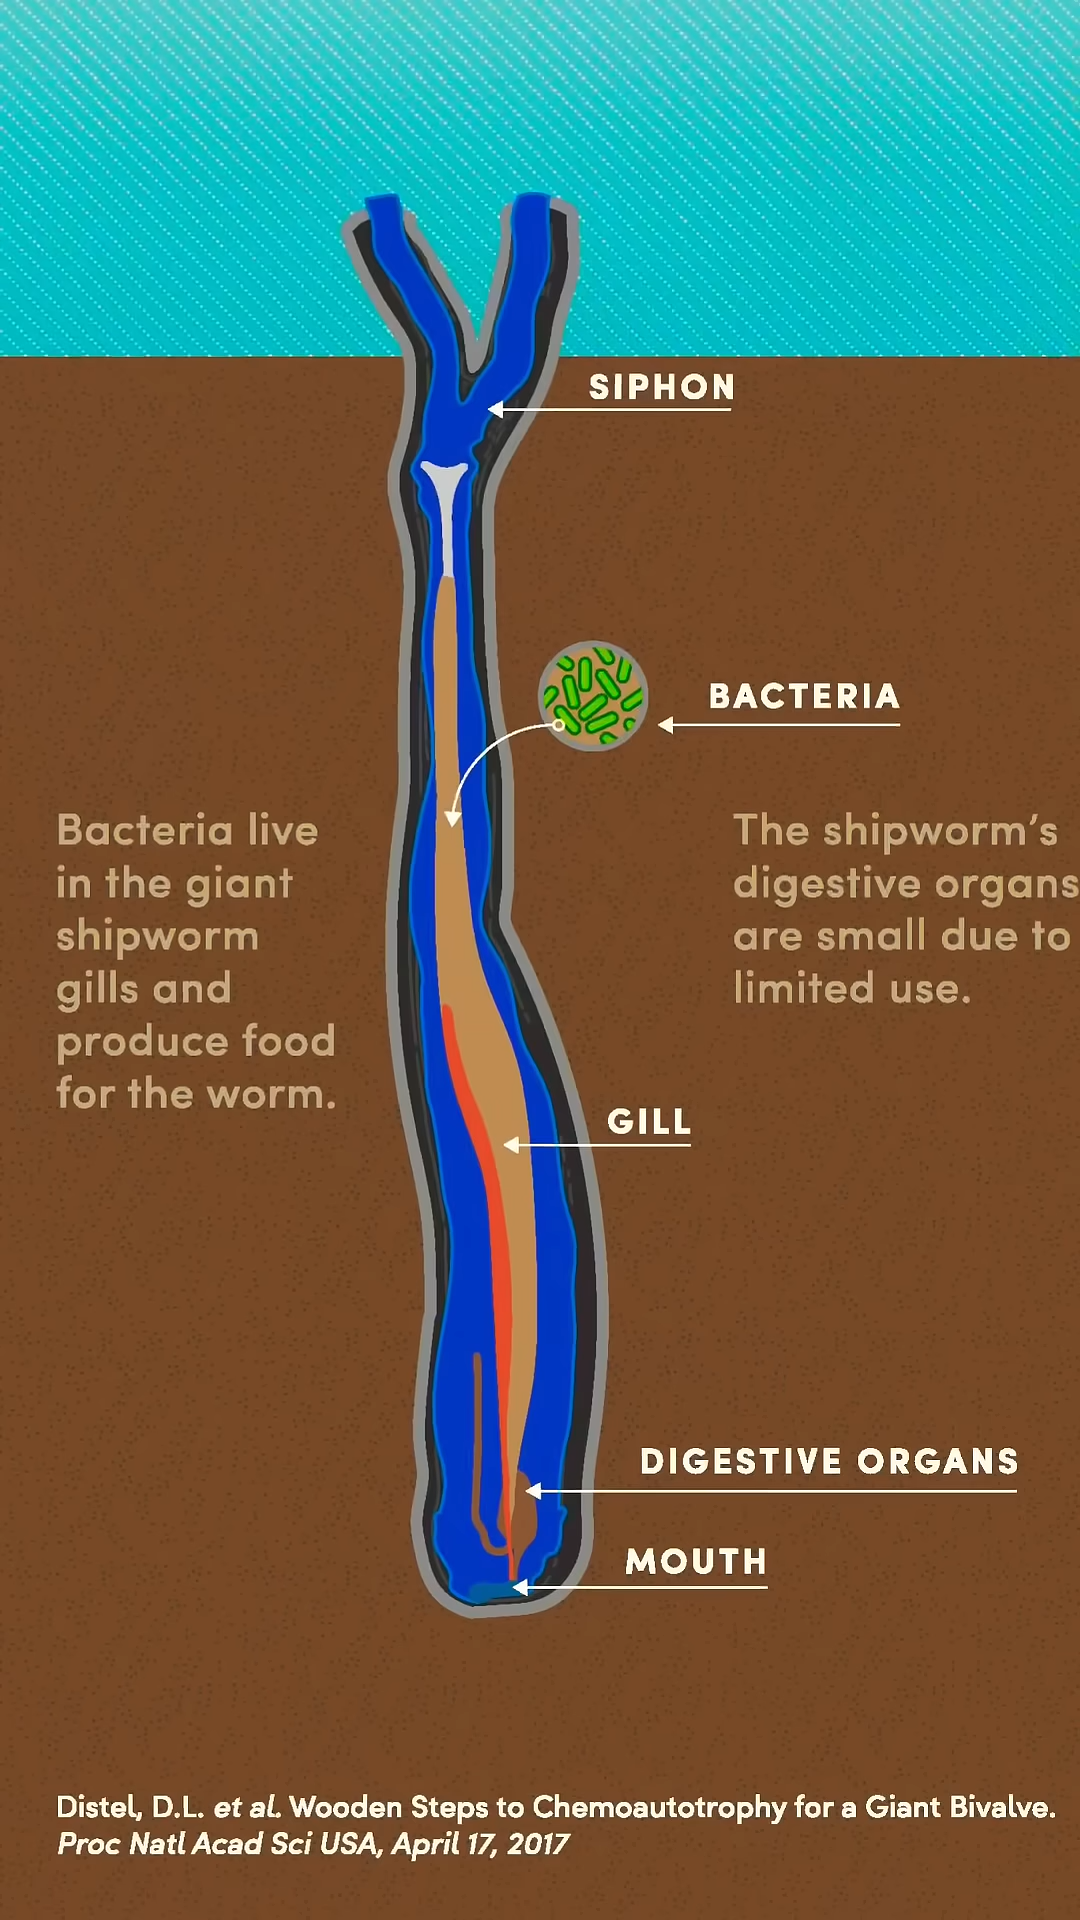 SIPHON
BACTERIA
Bacteria live
in the giant
shipworm
gills and
produce food
for the worm.
The shipworm’s
digestive organs
are small due to
limited use.
GILL
DIGESTIVE ORGANS
MOUTH
Distel, D.L. et al. Wooden Steps to Chemoautotrophy for a Giant Bivalve.
Proc Natl Acad Sci USA, April 17, 2017